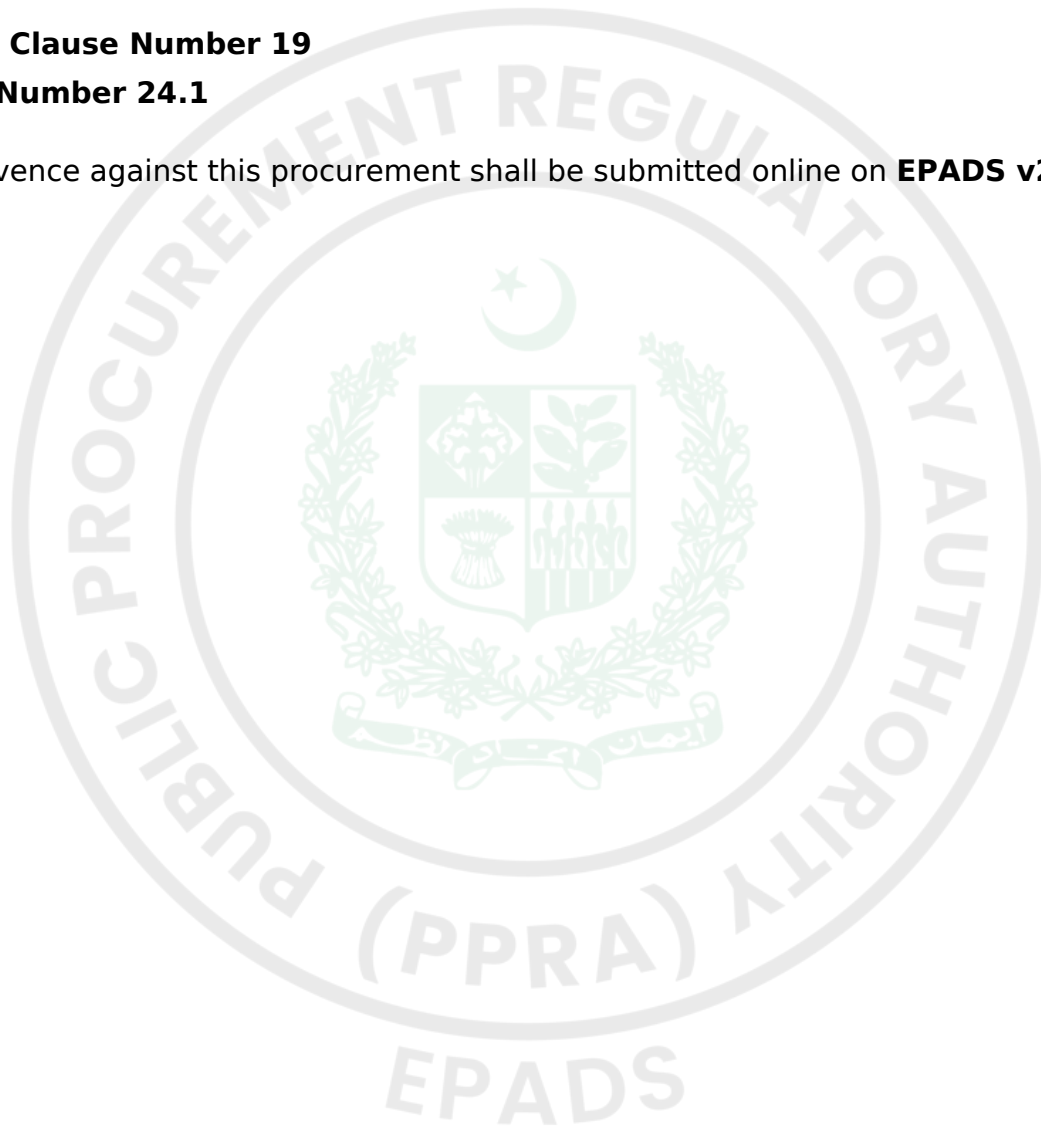 Clause Number 19
Number 24.1
vence against this procurement shall be submitted online on EPADS v2
PUBLIC PROCUREMENT REGULATORY AUTHORITY
(PPRA)
EPADS